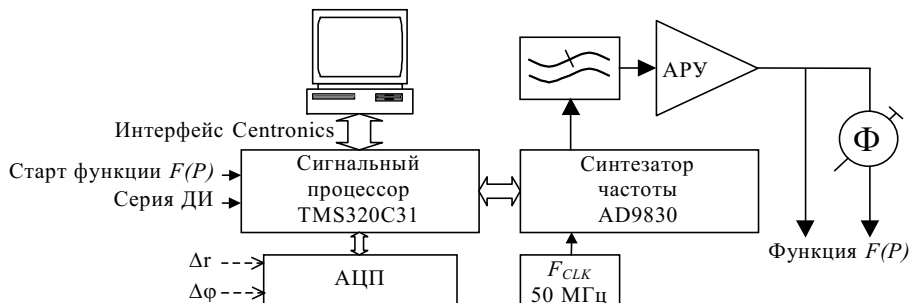 АРУ
Интерфейс Centronics
Φ
Старт функции F(P)
Серия ДИ
Сигнальный
процессор
TMS320C31
Синтезатор
частоты
AD9830
Функция F(P)
Δr
Δφ
АЦП
F_CLK
50 МГц